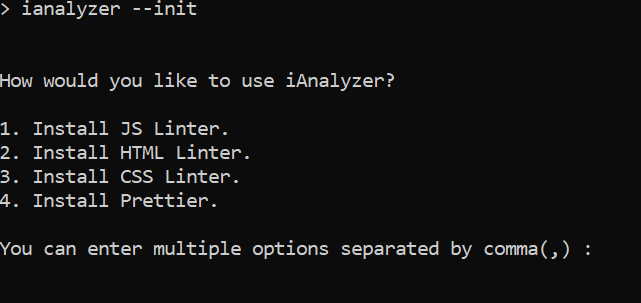 > ianalyzer --init
How would you like to use iAnalyzer?
1. Install JS Linter.
2. Install HTML Linter.
3. Install CSS Linter.
4. Install Prettier.
You can enter multiple options separated by comma(,) :